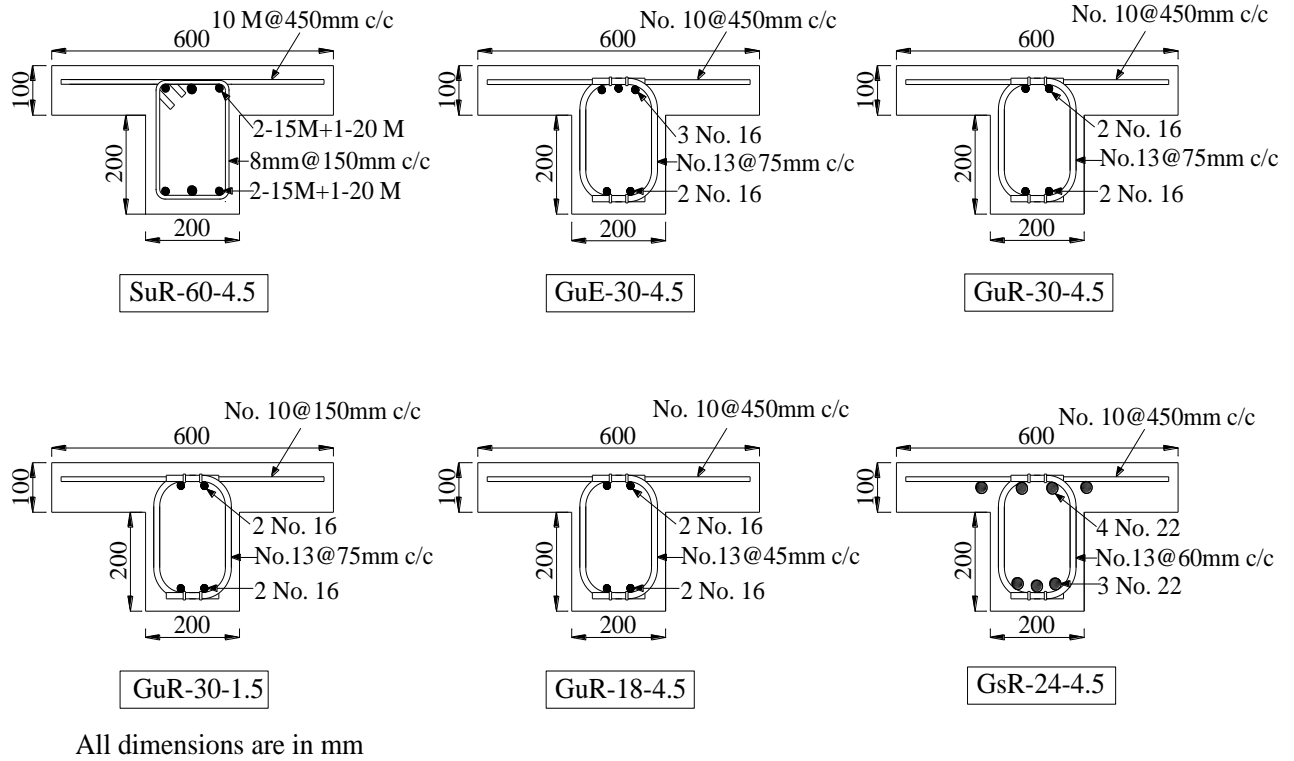 10 M@450mm c/c
600
100
2-15M+1-20 M
200
8mm@150mm c/c
2-15M+1-20 M
200
SuR-60-4.5
No. 10@450mm c/c
600
100
3 No. 16
200
No.13@75mm c/c
2 No. 16
200
GuE-30-4.5
No. 10@450mm c/c
600
100
2 No. 16
200
No.13@75mm c/c
2 No. 16
200
GuR-30-4.5
No. 10@150mm c/c
600
100
2 No. 16
200
No.13@75mm c/c
2 No. 16
200
GuR-30-1.5
No. 10@450mm c/c
600
100
2 No. 16
200
No.13@45mm c/c
2 No. 16
200
GuR-18-4.5
No. 10@450mm c/c
600
100
4 No. 22
200
No.13@60mm c/c
3 No. 22
200
GsR-24-4.5
All dimensions are in mm